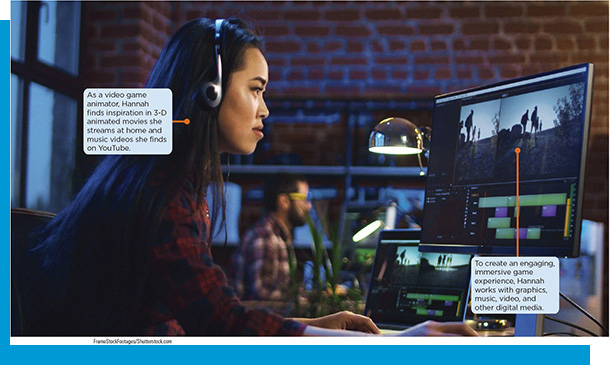 As a video game
animator, Hannah
finds inspiration in 3-D
animated movies she
streams at home and
music videos she finds
on YouTube.
To create an engaging,
immersive game
experience, Hannah
works with graphics,
music, video, and
other digital media.
FrameStockFootages/Shutterstock.com